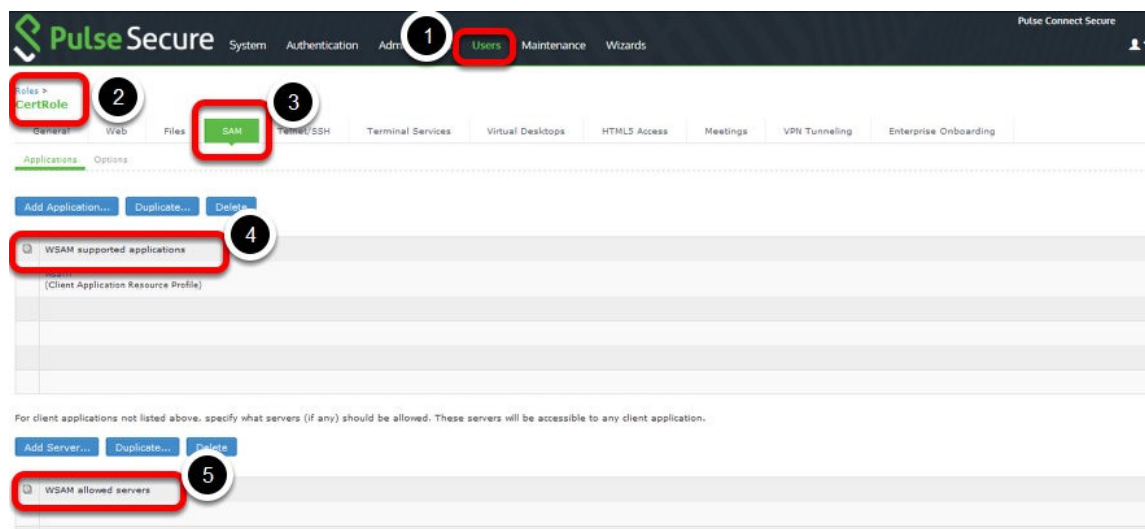 Pulse Connect Secure
Pulse Secure
System Authentication Adm 1 Users Maintenance Wizards
Roles >
CertRole
2
3
General Web Files SAM Telnet/SSH Terminal Services Virtual Desktops HTML5 Access Meetings VPN Tunneling Enterprise Onboarding
Applications Options
Add Application... Duplicate... Delete
4
WSAM supported applications
(Client Application Resource Profile)
For client applications not listed above, specify what servers (if any) should be allowed. These servers will be accessible to any client application.
Add Server... Duplicate... Delete
5
WSAM allowed servers